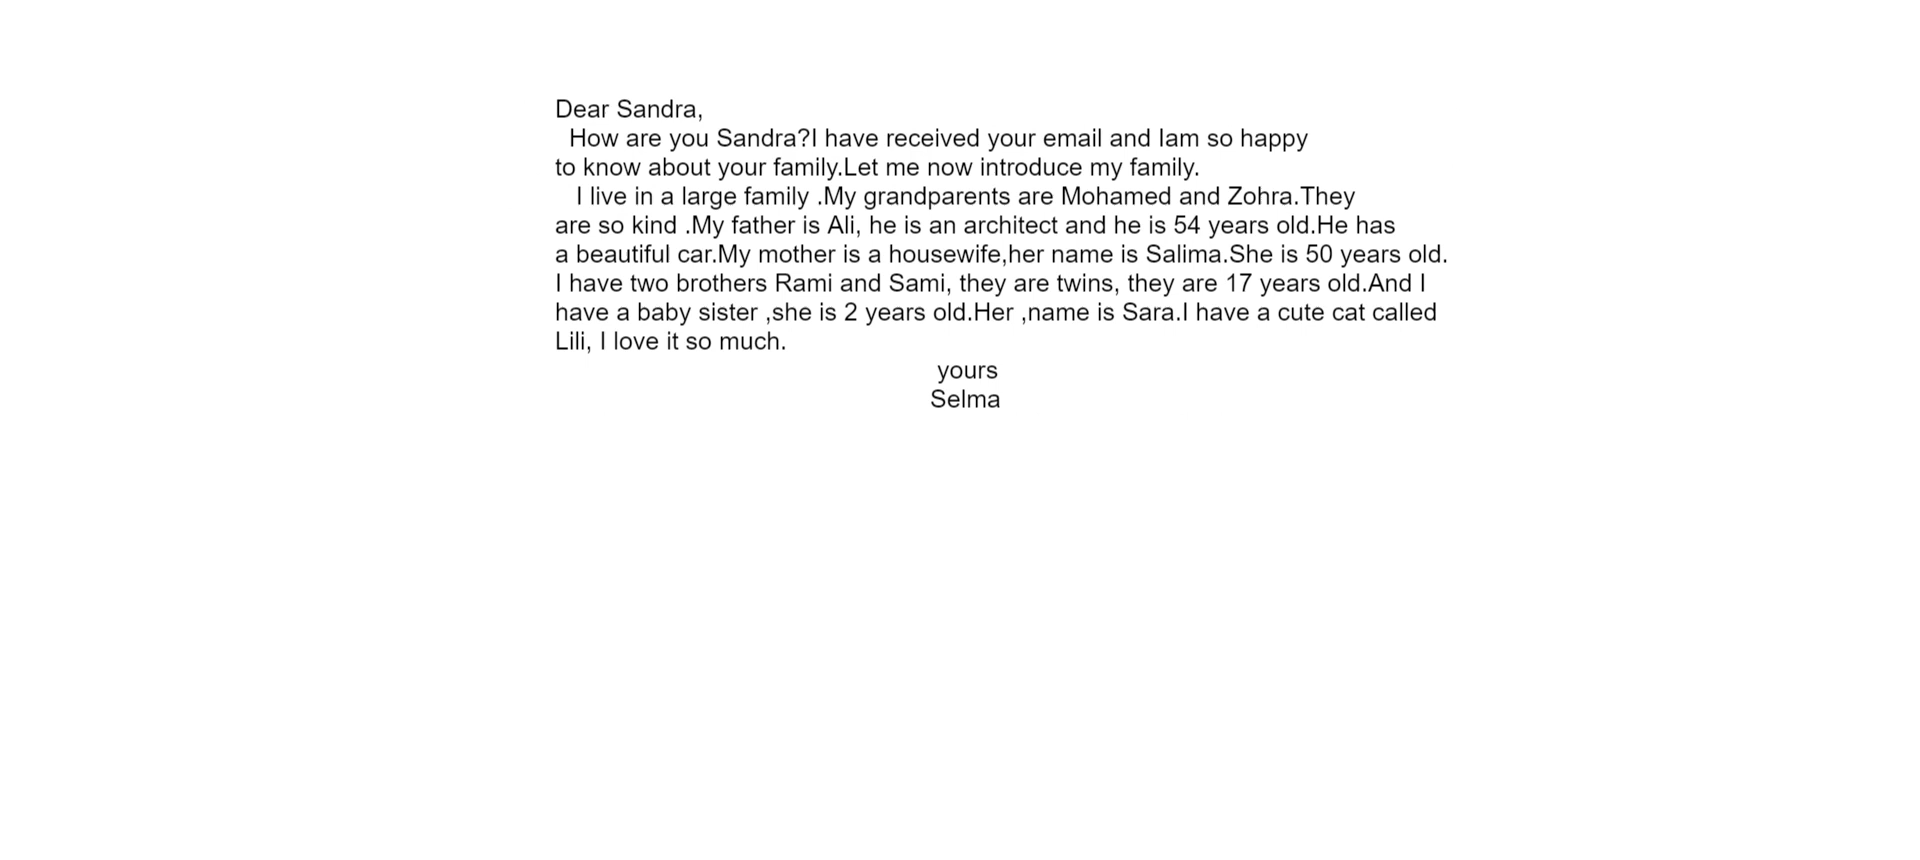 Dear Sandra,
How are you Sandra?I have received your email and Iam so happy
to know about your family.Let me now introduce my family.
I live in a large family .My grandparents are Mohamed and Zohra.They
are so kind .My father is Ali, he is an architect and he is 54 years old.He has
a beautiful car.My mother is a housewife,her name is Salima.She is 50 years old.
I have two brothers Rami and Sami, they are twins, they are 17 years old.And I
have a baby sister ,she is 2 years old.Her ,name is Sara.I have a cute cat called
Lili, I love it so much.
yours
Selma